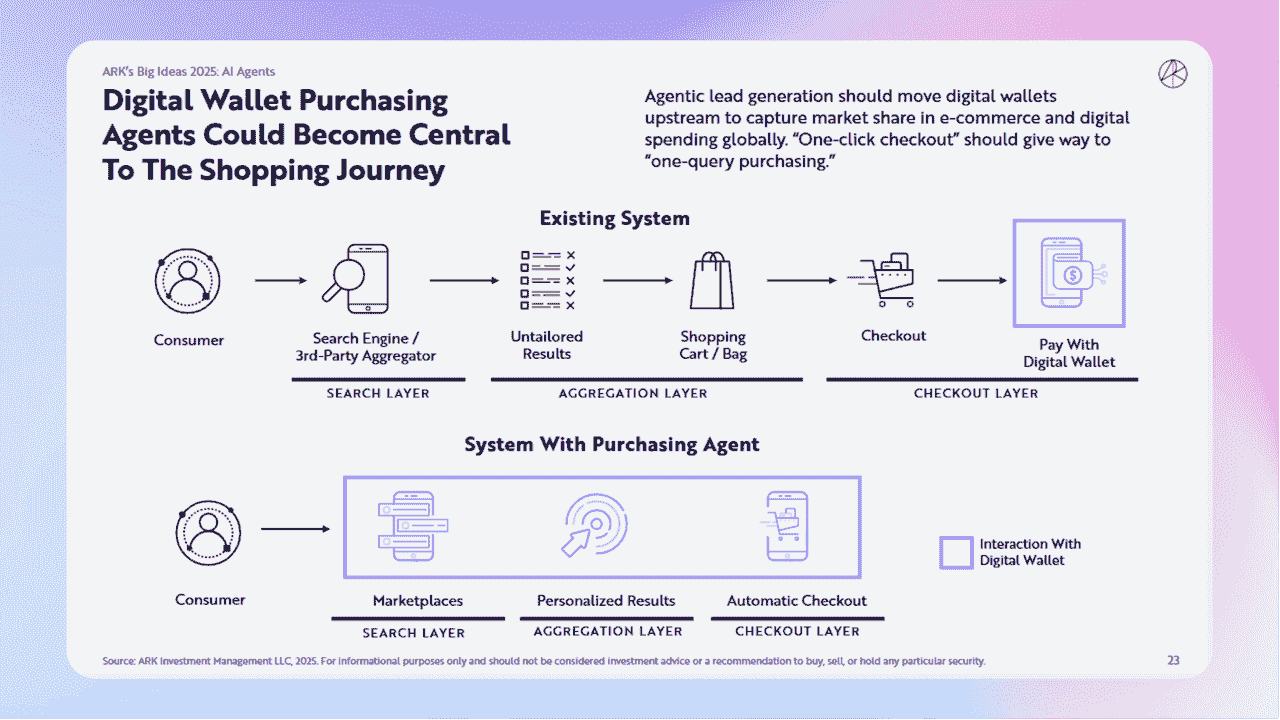 ARK's Big Ideas 2025: AI Agents
Digital Wallet Purchasing
Agents Could Become Central
To The Shopping Journey
Agentic lead generation should move digital wallets
upstream to capture market share in e-commerce and digital
spending globally. “One-click checkout” should give way to
“one-query purchasing.”
Existing System
Consumer
Search Engine /
3rd-Party Aggregator
Untailored
Results
Shopping
Cart / Bag
Checkout
$
Pay With
Digital Wallet
SEARCH LAYER
AGGREGATION LAYER
CHECKOUT LAYER
System With Purchasing Agent
Consumer
Marketplaces
Personalized Results
Automatic Checkout
SEARCH LAYER
AGGREGATION LAYER
CHECKOUT LAYER
Interaction With
Digital Wallet
Source: ARK Investment Management LLC, 2025. For informational purposes only and should not be considered investment advice or a recommendation to buy, sell, or hold any particular security.
23